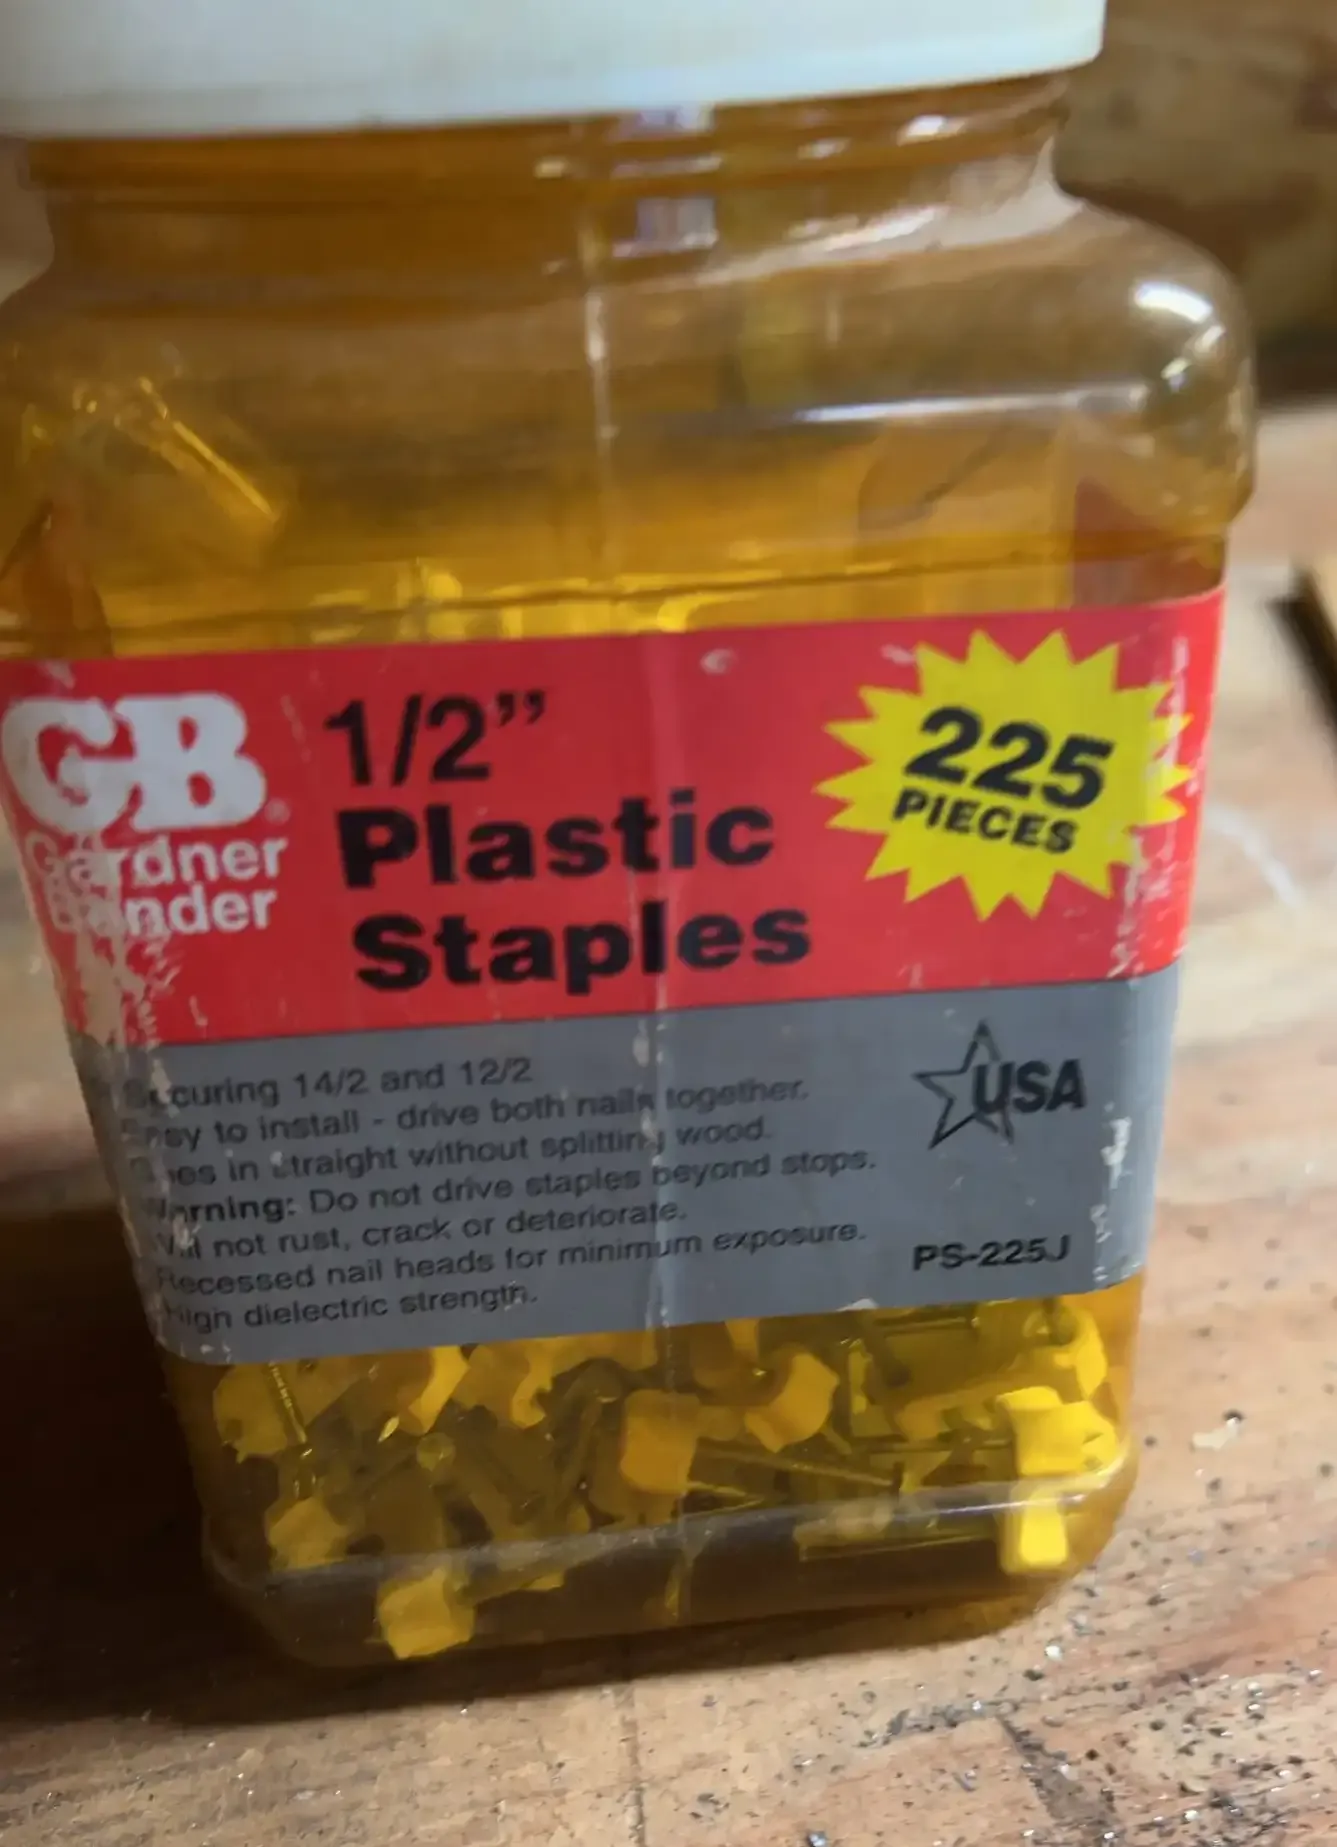 GB®
Gardner
Bender
1/2”
Plastic
Staples
225
PIECES
Securing 14/2 and 12/2
Easy to install - drive both nails together.
Goes in straight without splitting wood.
Warning: Do not drive staples beyond stops.
Will not rust, crack or deteriorate.
Recessed nail heads for minimum exposure.
High dielectric strength.
USA
PS-225J